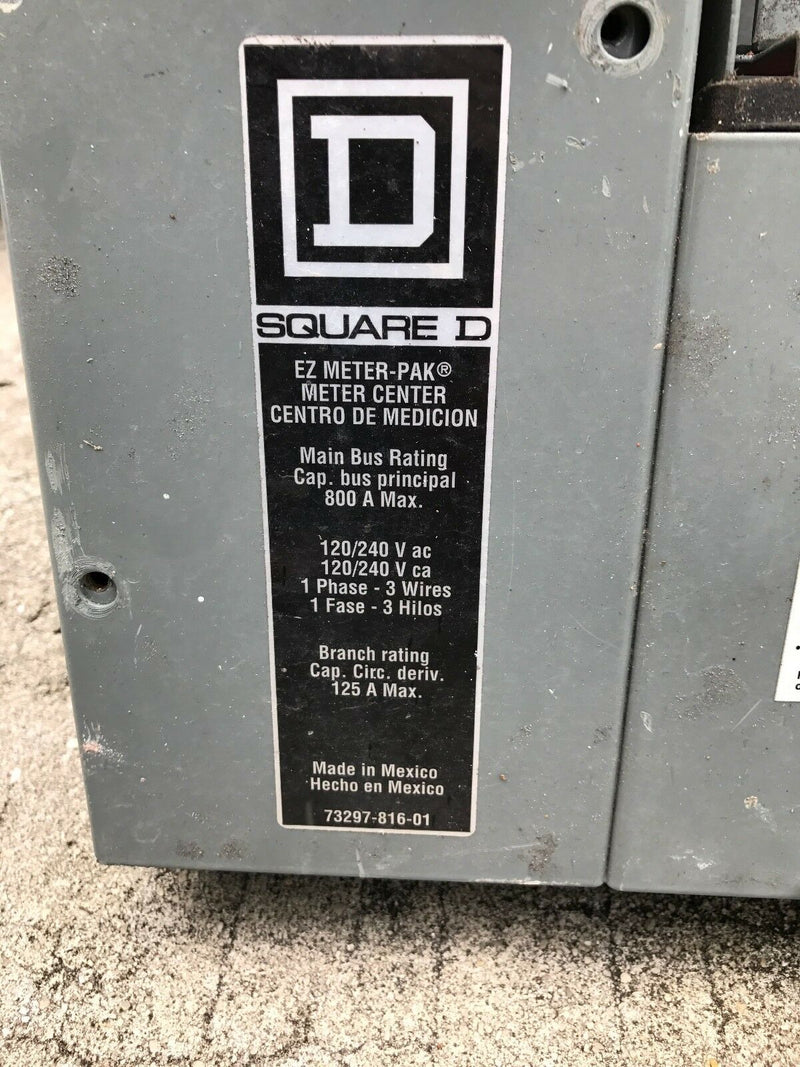 D
SQUARE D
EZ METER-PAK®
METER CENTER
CENTRO DE MEDICION
Main Bus Rating
Cap. bus principal
800 A Max.
120/240 V ac
120/240 V ca
1 Phase - 3 Wires
1 Fase - 3 Hilos
Branch rating
Cap. Circ. deriv.
125 A Max.
Made in Mexico
Hecho en Mexico
73297-816-01